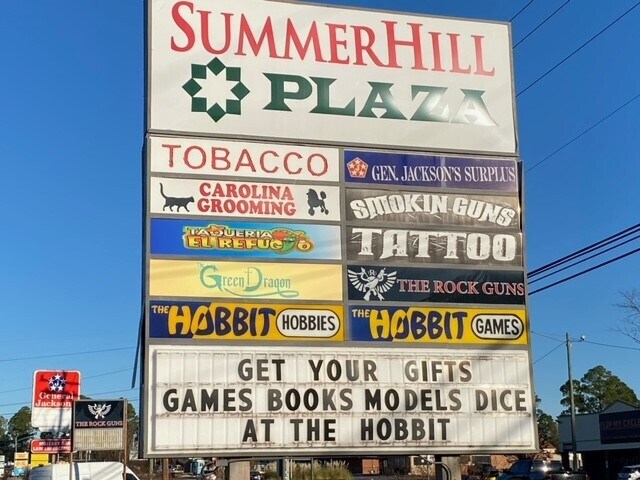 SUMMERHILL
PLAZA
TOBACCO
GEN. JACKSON'S SURPLUS
CAROLINA
GROOMING
SMOKIN GUNS
TATTOO
TAQUERIA
EL REFUGIO
Green Dragon
THE ROCK GUNS
THE HOBBIT HOBBIES
THE HOBBIT GAMES
GET YOUR GIFTS
GAMES BOOKS MODELS DICE
AT THE HOBBIT
General
Jackson
THE ROCK GUNS